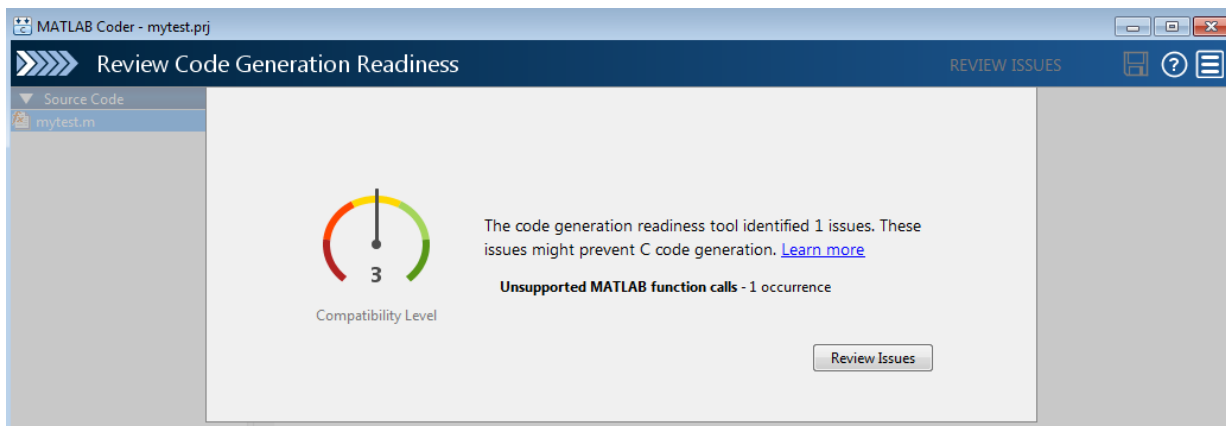 MATLAB Coder - mytest.prj
Review Code Generation Readiness
REVIEW ISSUES
Source Code
mytest.m
The code generation readiness tool identified 1 issues. These
issues might prevent C code generation. Learn more
3
Unsupported MATLAB function calls - 1 occurrence
Compatibility Level
Review Issues